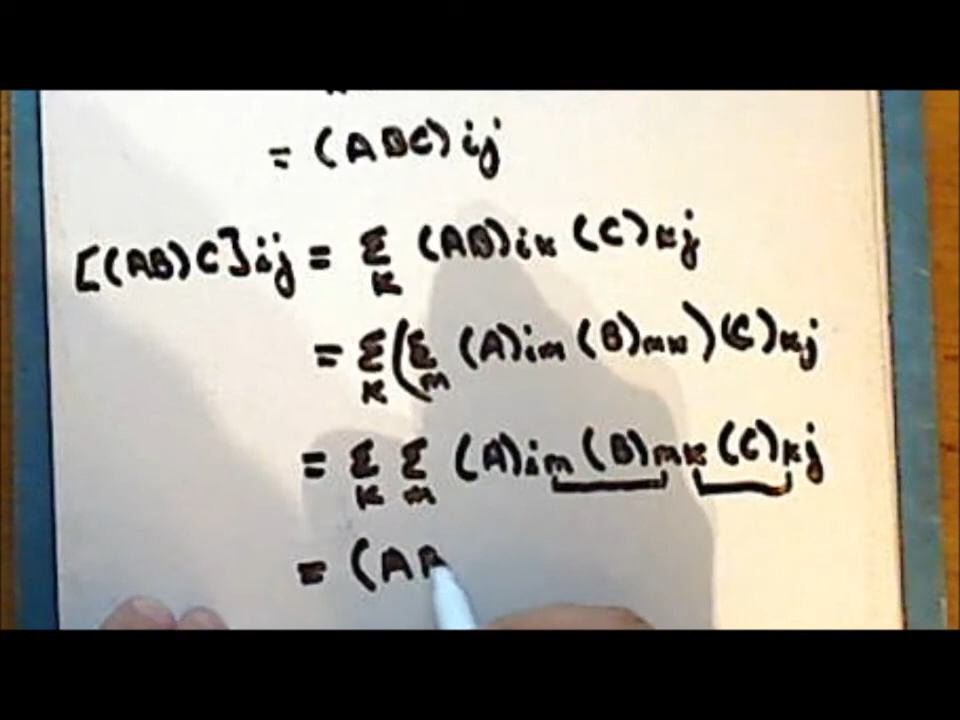 = (ABC)ij
[(AB)C]ij = Σ_k (AB)ik (C)kj
= Σ_k (Σ_m (A)im (B)mk) (C)kj
= Σ_k Σ_m (A)im (B)mk (C)kj
= (A